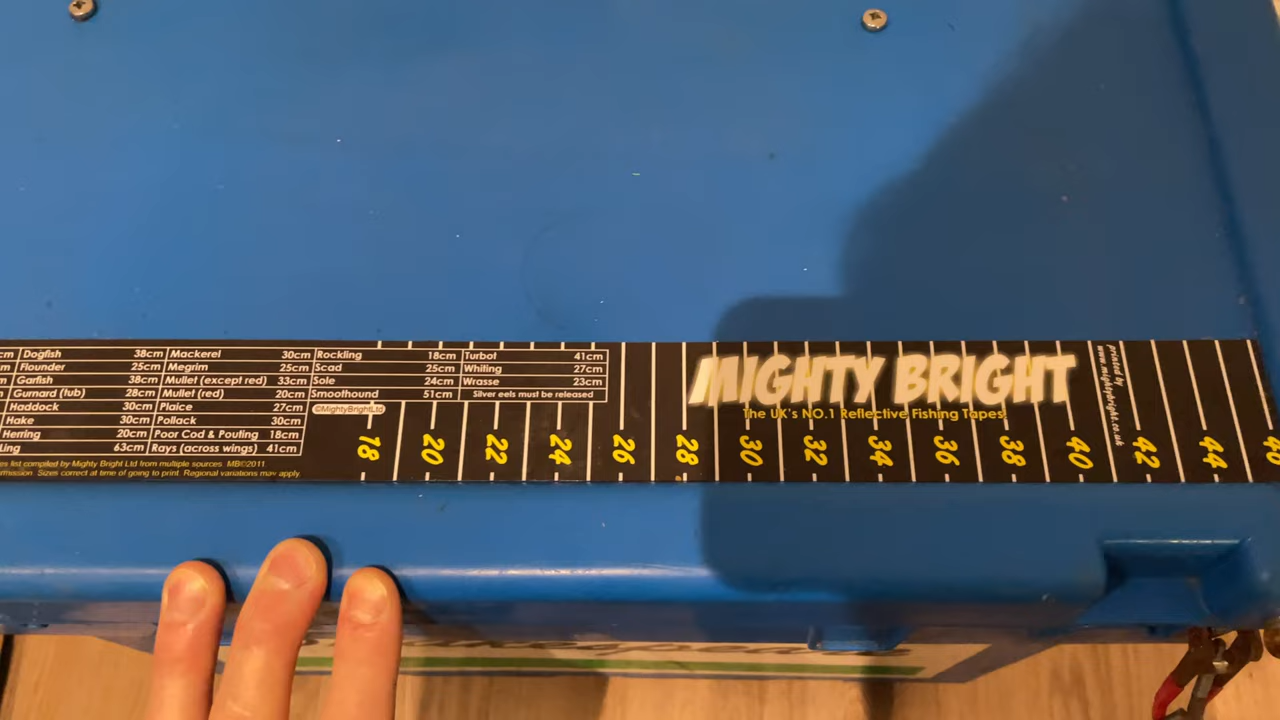 cm Dogfish 38cm Mackerel 30cm Rockling 18cm Turbot 41cm
Flounder 25cm Megrim 25cm Scad 25cm Whiting 27cm
Garfish 38cm Mullet (except red) 33cm Sole 24cm Wrasse 23cm
Gurnard (tub) 28cm Mullet (red) 20cm Smoothound 51cm Silver eels must be released
Haddock 30cm Plaice 27cm ©MightyBrightLtd
Hake 30cm Pollack 30cm
Herring 20cm Poor Cod & Pouting 18cm
Ling 63cm Rays (across wings) 41cm
es list compiled by Mighty Bright Ltd from multiple sources. MB©2011.
mission. Sizes correct at time of going to print. Regional variations may apply.
MIGHTY BRIGHT
The UK's NO.1 Reflective Fishing Tapes!
printed by
www.mightybright.co.uk
18 20 22 24 26 28 30 32 34 36 38 40 42 44